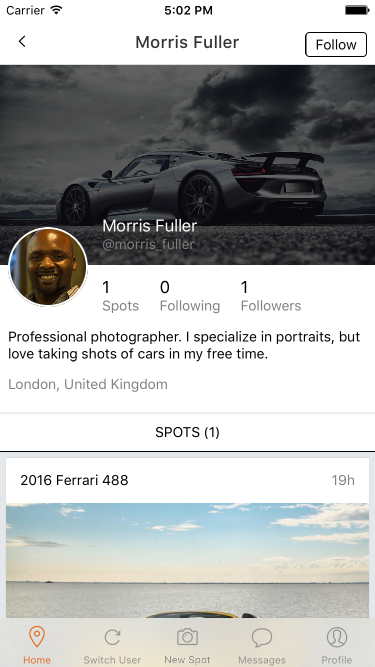 Carrier 5:02 PM
Morris Fuller Follow
Morris Fuller
@morris_fuller
1 0 1
Spots Following Followers
Professional photographer. I specialize in portraits, but
love taking shots of cars in my free time.
London, United Kingdom
SPOTS (1)
2016 Ferrari 488 19h
Home Switch User New Spot Messages Profile